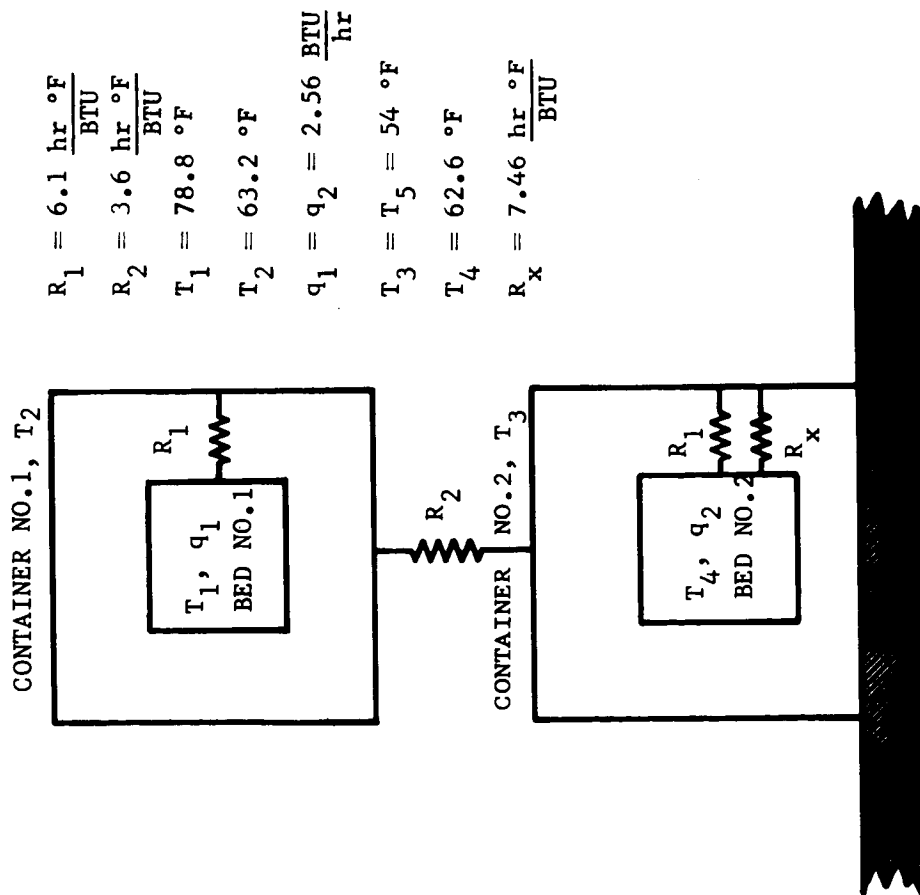 CONTAINER NO.1, T2
R1
T1, q1
BED NO.1
R2
CONTAINER NO.2, T3
R1
T4, q2
BED NO.2
Rx
R1 = 6.1 hr °F/BTU
R2 = 3.6 hr °F/BTU
T1 = 78.8 °F
T2 = 63.2 °F
q1 = q2 = 2.56 BTU/hr
T3 = T5 = 54 °F
T4 = 62.6 °F
Rx = 7.46 hr °F/BTU